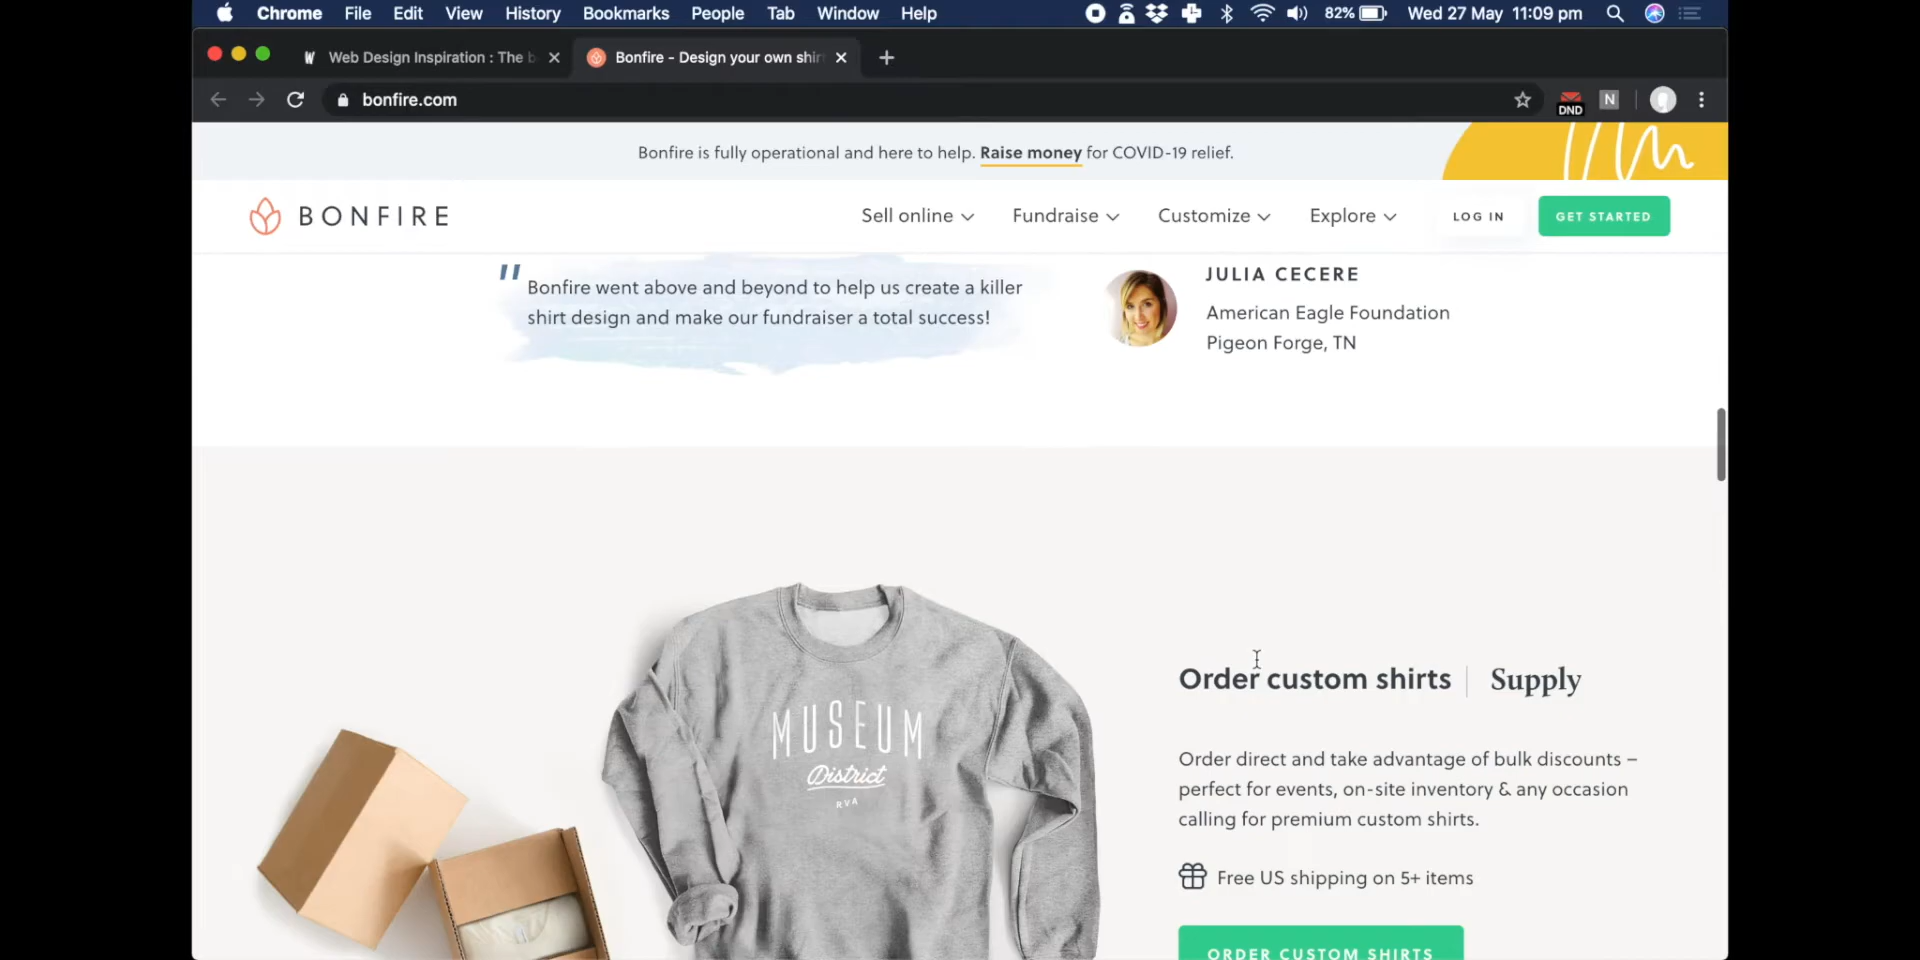 Chrome File Edit View History Bookmarks People Tab Window Help 82% Wed 27 May 11:09 pm
Web Design Inspiration : The b Bonfire - Design your own shir
bonfire.com DND N
Bonfire is fully operational and here to help. Raise money for COVID-19 relief.
BONFIRE Sell online Fundraise Customize Explore LOG IN GET STARTED
" Bonfire went above and beyond to help us create a killer
shirt design and make our fundraiser a total success!
JULIA CECERE
American Eagle Foundation
Pigeon Forge, TN
MUSEUM
District
RVA
Order custom shirts | Supply
Order direct and take advantage of bulk discounts –
perfect for events, on-site inventory & any occasion
calling for premium custom shirts.
Free US shipping on 5+ items
ORDER CUSTOM SHIRTS